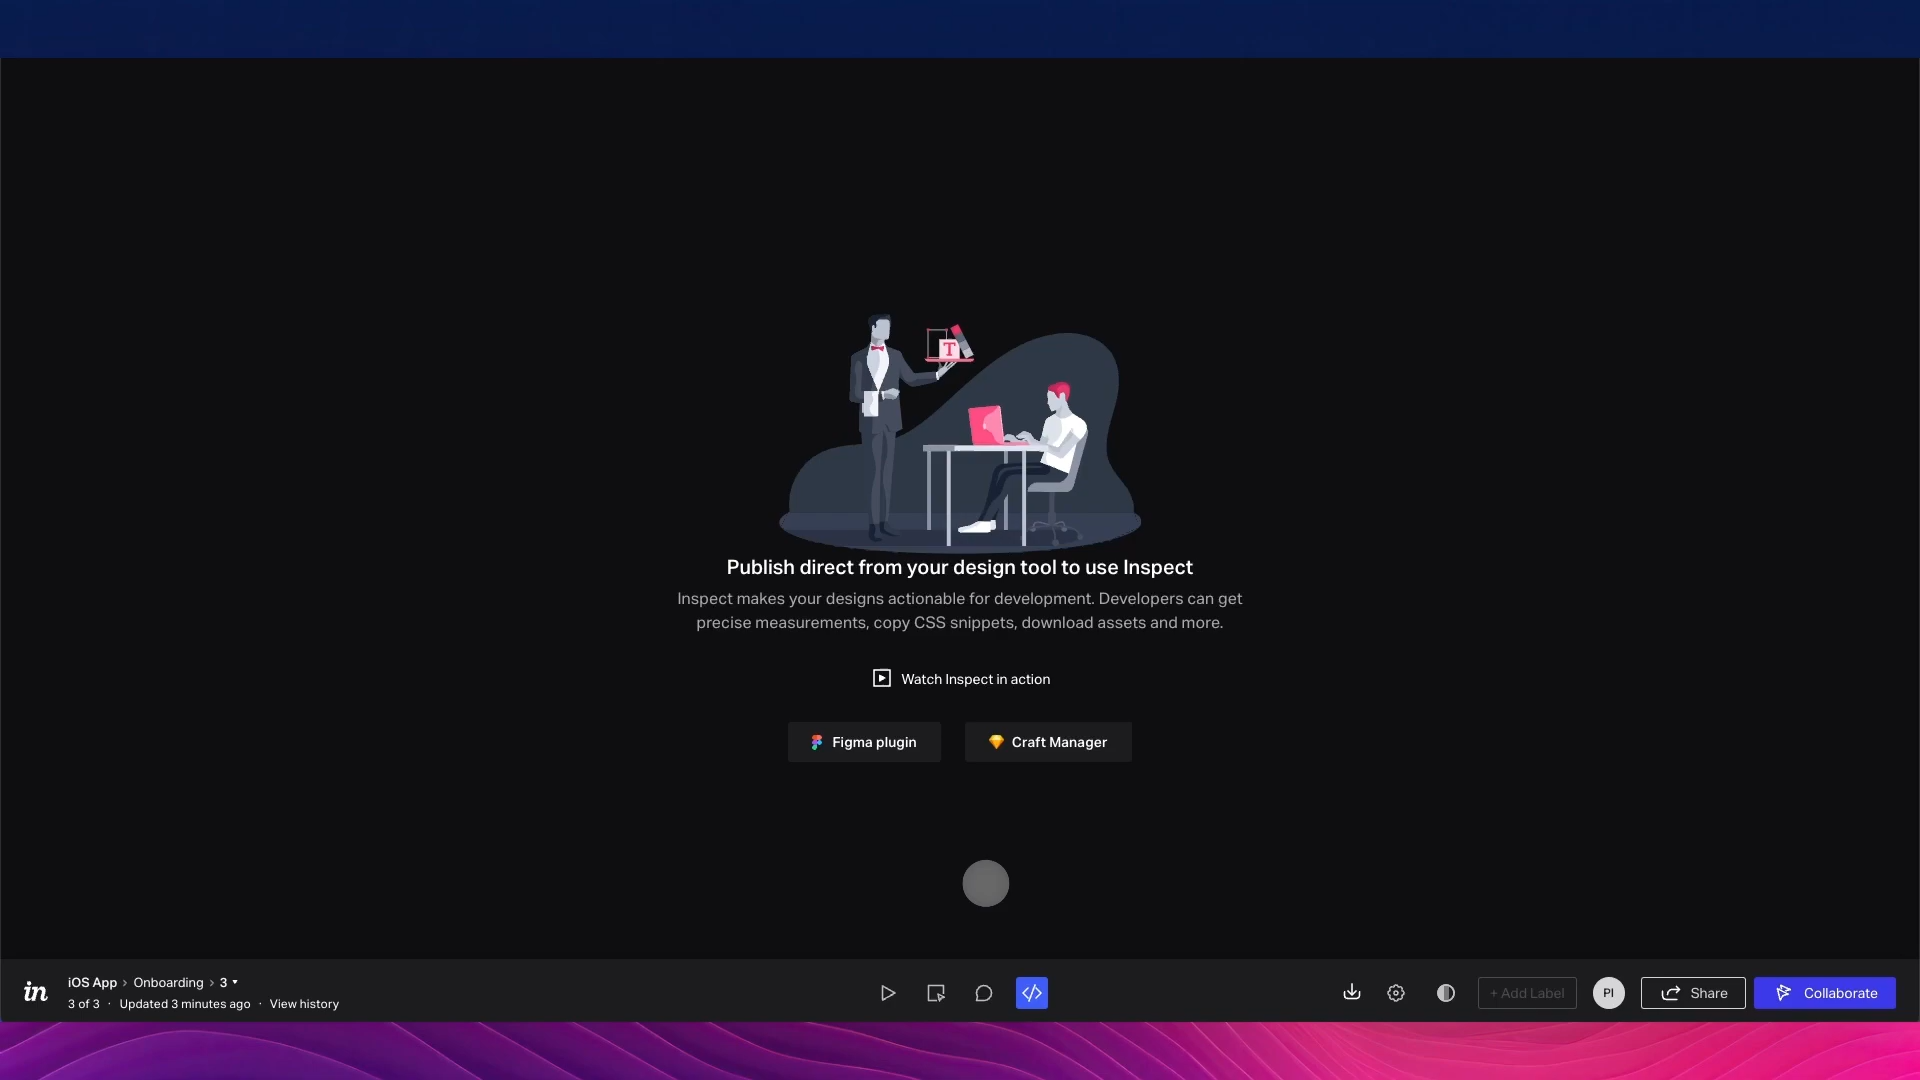 T
Publish direct from your design tool to use Inspect
Inspect makes your designs actionable for development. Developers can get
precise measurements, copy CSS snippets, download assets and more.
Watch Inspect in action
Figma plugin
Craft Manager
in
iOS App › Onboarding › 3
3 of 3 · Updated 3 minutes ago · View history
+ Add Label
PI
Share
Collaborate